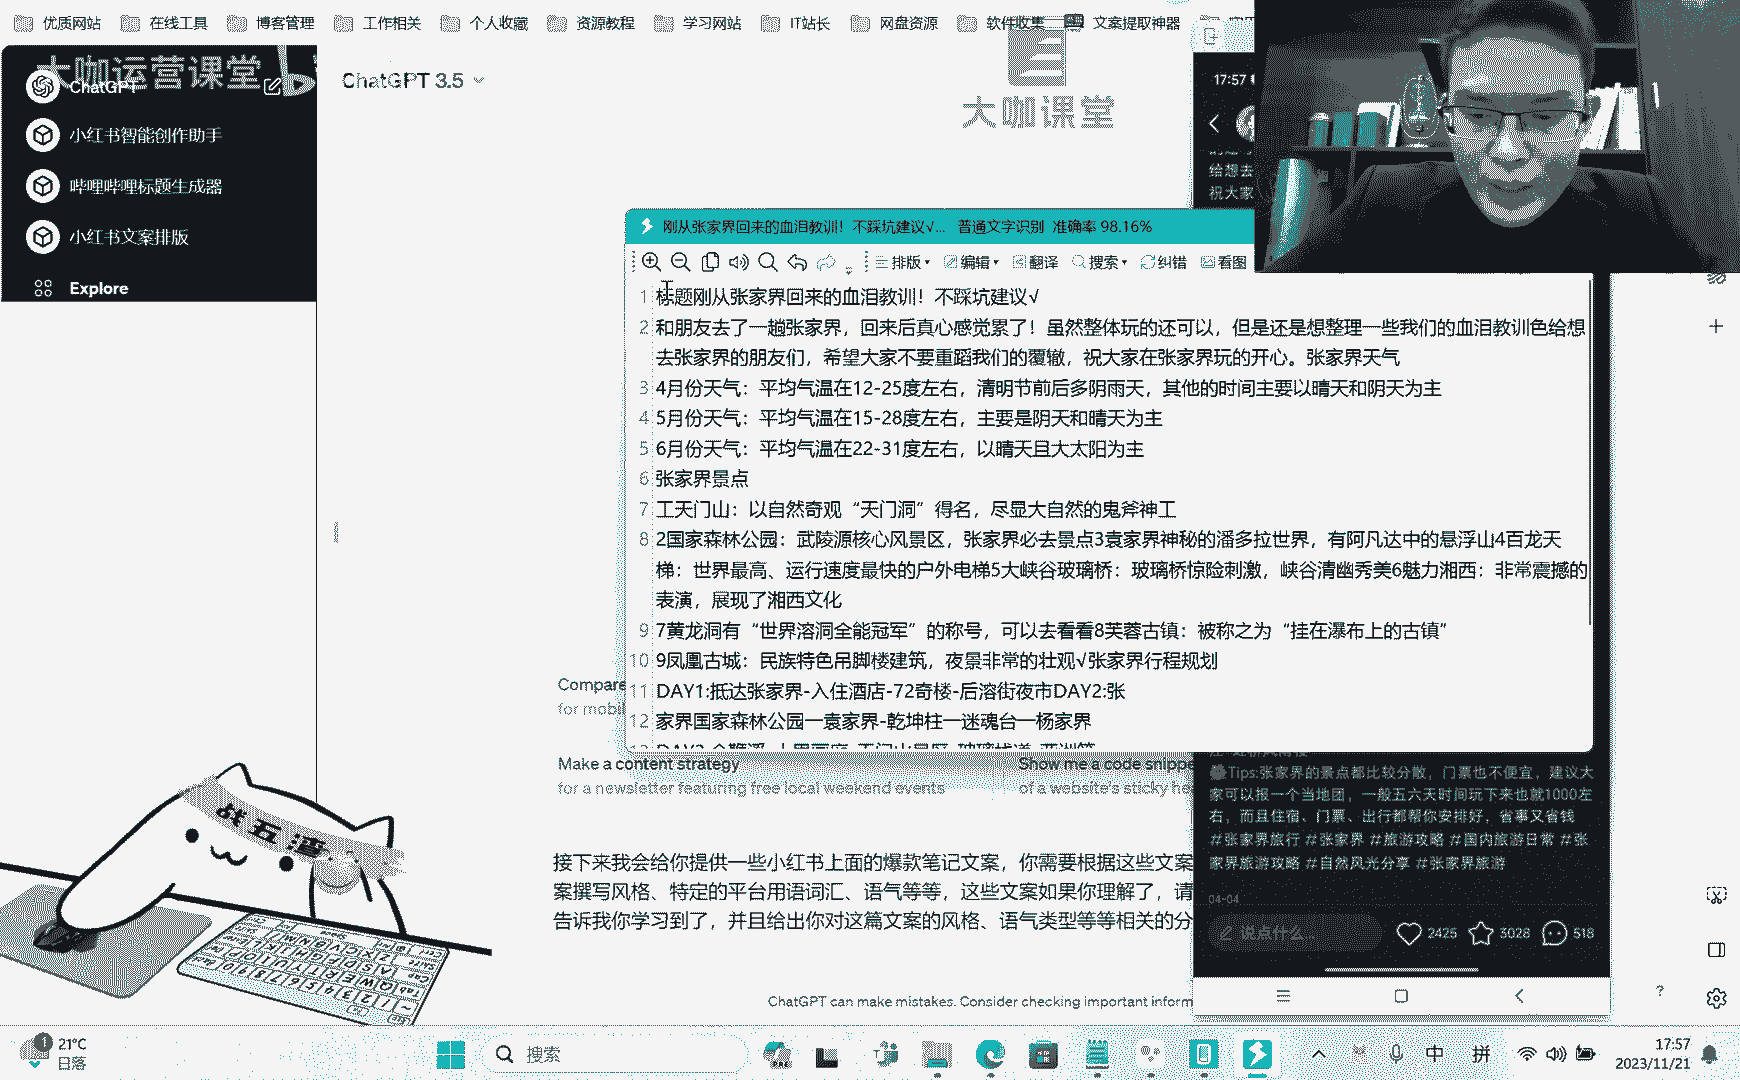 优质网站 在线工具 博客管理 工作相关 个人收藏 资源教程 学习网站 IT站长 网盘资源 软件收集 文案提取神器
大咖运营课堂
ChatGPT
小红书智能创作助手
哔哩哔哩标题生成器
小红书文案排版
Explore
ChatGPT 3.5
大咖课堂
17:57
给想去
祝大家
刚从张家界回来的血泪教训！不踩坑建议√... 普通文字识别 准确率 98.16%
排版 编辑 翻译 搜索 纠错 看图
1 标题刚从张家界回来的血泪教训！不踩坑建议√
2 和朋友去了一趟张家界，回来后真心感觉累了！虽然整体玩的还可以，但是还是想整理一些我们的血泪教训色给想
去张家界的朋友们，希望大家不要重蹈我们的覆辙，祝大家在张家界玩的开心。张家界天气
3 4月份天气：平均气温在12-25度左右，清明节前后多阴雨天，其他的时间主要以晴天和阴天为主
4 5月份天气：平均气温在15-28度左右，主要是阴天和晴天为主
5 6月份天气：平均气温在22-31度左右，以晴天且大太阳为主
6 张家界景点
7 工天门山：以自然奇观“天门洞”得名，尽显大自然的鬼斧神工
8 2国家森林公园：武陵源核心风景区，张家界必去景点3袁家界神秘的潘多拉世界，有阿凡达中的悬浮山4百龙天
梯：世界最高、运行速度最快的户外电梯5大峡谷玻璃桥：玻璃桥惊险刺激，峡谷清幽秀美6魅力湘西：非常震撼的
表演，展现了湘西文化
9 7黄龙洞有“世界溶洞全能冠军”的称号，可以去看看8芙蓉古镇：被称之为“挂在瀑布上的古镇”
10 9凤凰古城：民族特色吊脚楼建筑，夜景非常的壮观√张家界行程规划
11 DAY1:抵达张家界-入住酒店-72奇楼-后溶街夜市DAY2:张
12 家界国家森林公园一袁家界-乾坤柱一迷魂台一杨家界
Compare
for mobil
Make a content strategy
for a newsletter featuring free local weekend events
Show me a code snippe
of a website's sticky he
Tips:张家界的景点都比较分散，门票也不便宜，建议大
家可以报一个当地团，一般五六天时间玩下来也就1000左
右，而且住宿、门票、出行都帮你安排好，省事又省钱
#张家界旅行 #张家界 #旅游攻略 #国内旅游日常 #张
家界旅游攻略 #自然风光分享 #张家界旅游
04-04
说点什么...
2425 3028 518
接下来我会给你提供一些小红书上面的爆款笔记文案，你需要根据这些文案
案撰写风格、特定的平台用语词汇、语气等等，这些文案如果你理解了，请
告诉我你学习到了，并且给出你对这篇文案的风格、语气类型等等相关的分
ChatGPT can make mistakes. Consider checking important inform
战五渣
21°C
日落
搜索
中 拼
17:57
2023/11/21